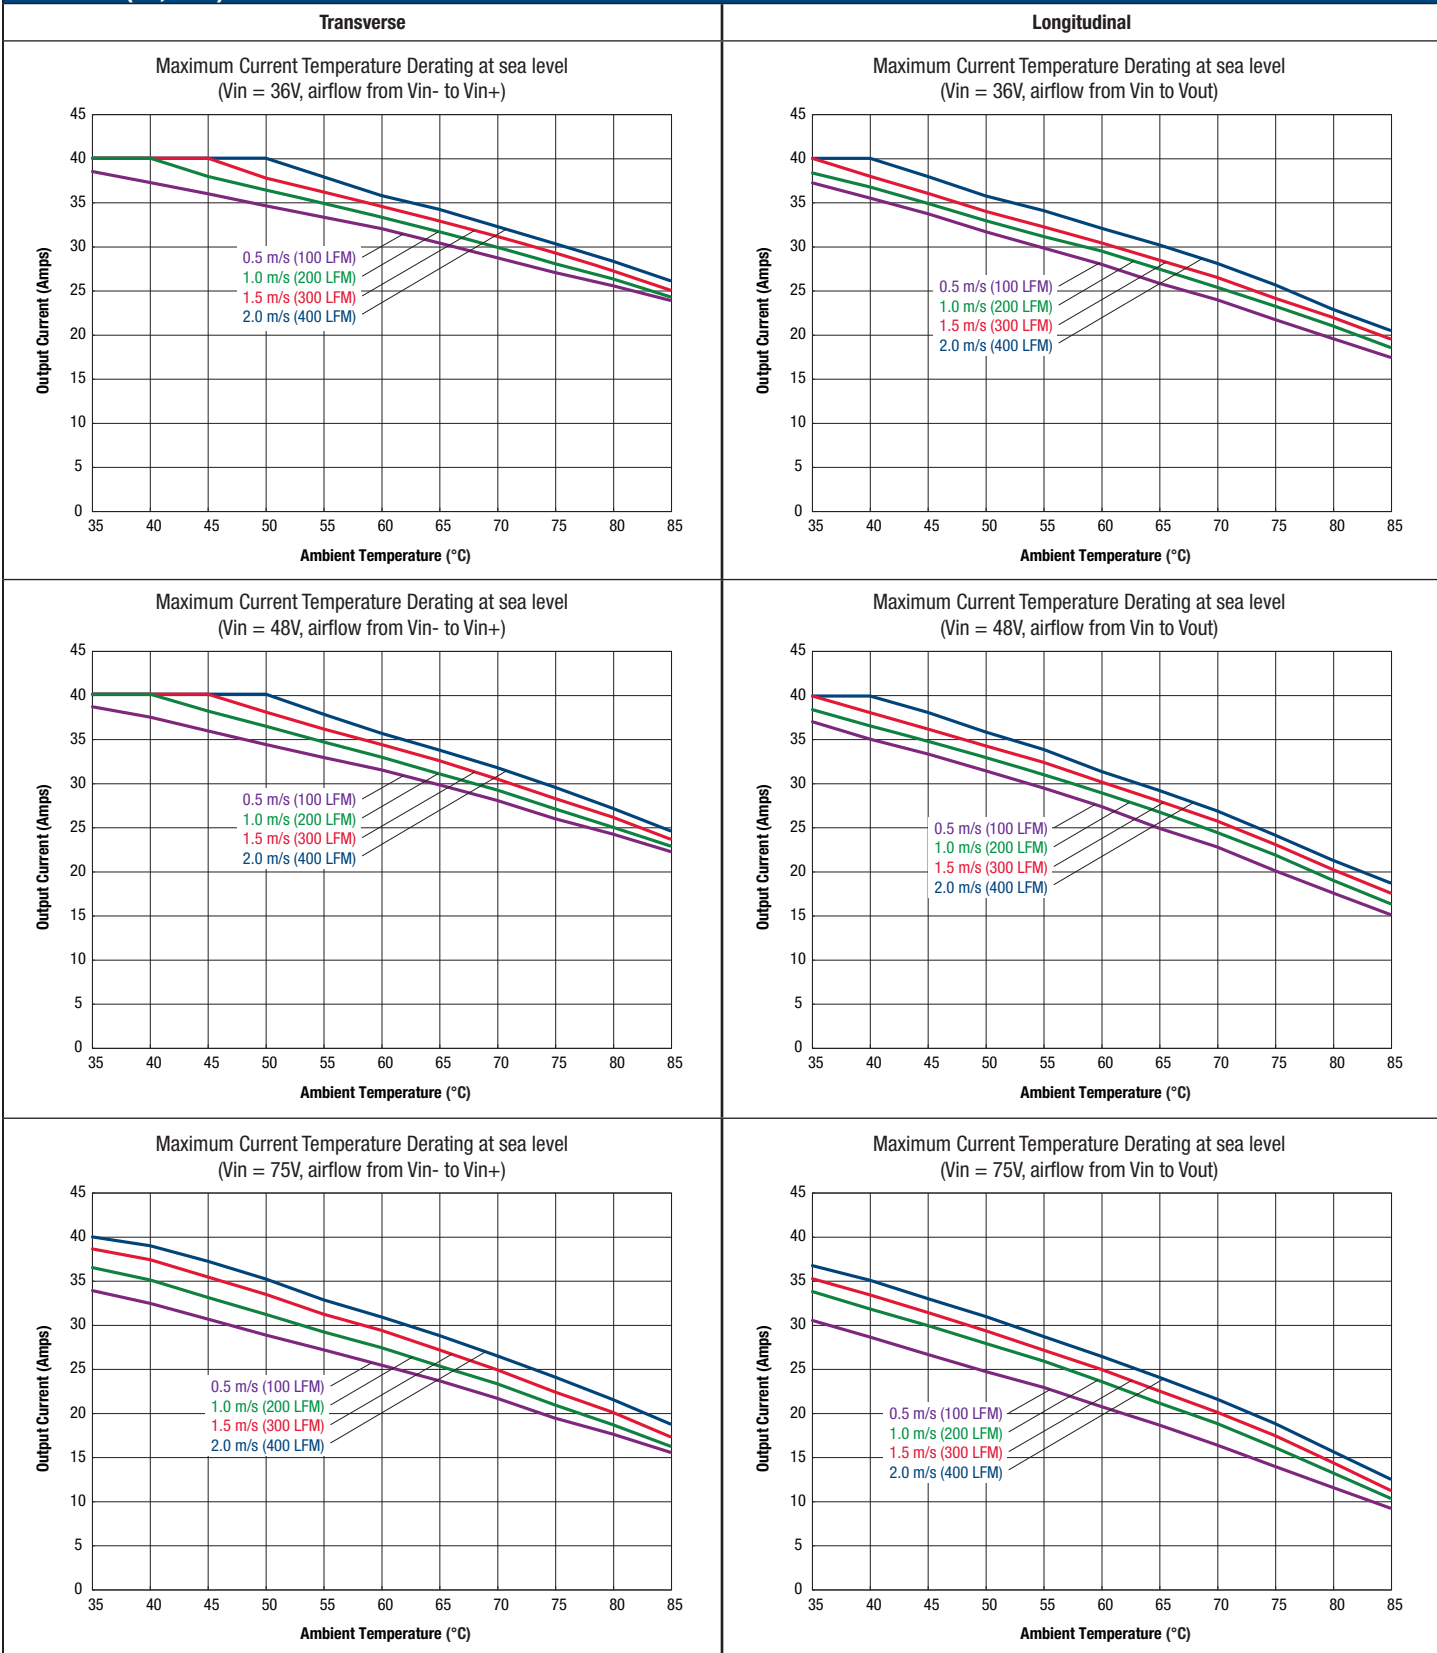 Transverse
Longitudinal
Maximum Current Temperature Derating at sea level
(Vin = 36V, airflow from Vin- to Vin+)
45
40
35
30
25
20
15
10
5
0
Output Current (Amps)
0.5 m/s (100 LFM)
1.0 m/s (200 LFM)
1.5 m/s (300 LFM)
2.0 m/s (400 LFM)
35 40 45 50 55 60 65 70 75 80 85
Ambient Temperature (°C)
Maximum Current Temperature Derating at sea level
(Vin = 36V, airflow from Vin to Vout)
45
40
35
30
25
20
15
10
5
0
Output Current (Amps)
0.5 m/s (100 LFM)
1.0 m/s (200 LFM)
1.5 m/s (300 LFM)
2.0 m/s (400 LFM)
35 40 45 50 55 60 65 70 75 80 85
Ambient Temperature (°C)
Maximum Current Temperature Derating at sea level
(Vin = 48V, airflow from Vin- to Vin+)
45
40
35
30
25
20
15
10
5
0
Output Current (Amps)
0.5 m/s (100 LFM)
1.0 m/s (200 LFM)
1.5 m/s (300 LFM)
2.0 m/s (400 LFM)
35 40 45 50 55 60 65 70 75 80 85
Ambient Temperature (°C)
Maximum Current Temperature Derating at sea level
(Vin = 48V, airflow from Vin to Vout)
45
40
35
30
25
20
15
10
5
0
Output Current (Amps)
0.5 m/s (100 LFM)
1.0 m/s (200 LFM)
1.5 m/s (300 LFM)
2.0 m/s (400 LFM)
35 40 45 50 55 60 65 70 75 80 85
Ambient Temperature (°C)
Maximum Current Temperature Derating at sea level
(Vin = 75V, airflow from Vin- to Vin+)
45
40
35
30
25
20
15
10
5
0
Output Current (Amps)
0.5 m/s (100 LFM)
1.0 m/s (200 LFM)
1.5 m/s (300 LFM)
2.0 m/s (400 LFM)
35 40 45 50 55 60 65 70 75 80 85
Ambient Temperature (°C)
Maximum Current Temperature Derating at sea level
(Vin = 75V, airflow from Vin to Vout)
45
40
35
30
25
20
15
10
5
0
Output Current (Amps)
0.5 m/s (100 LFM)
1.0 m/s (200 LFM)
1.5 m/s (300 LFM)
2.0 m/s (400 LFM)
35 40 45 50 55 60 65 70 75 80 85
Ambient Temperature (°C)